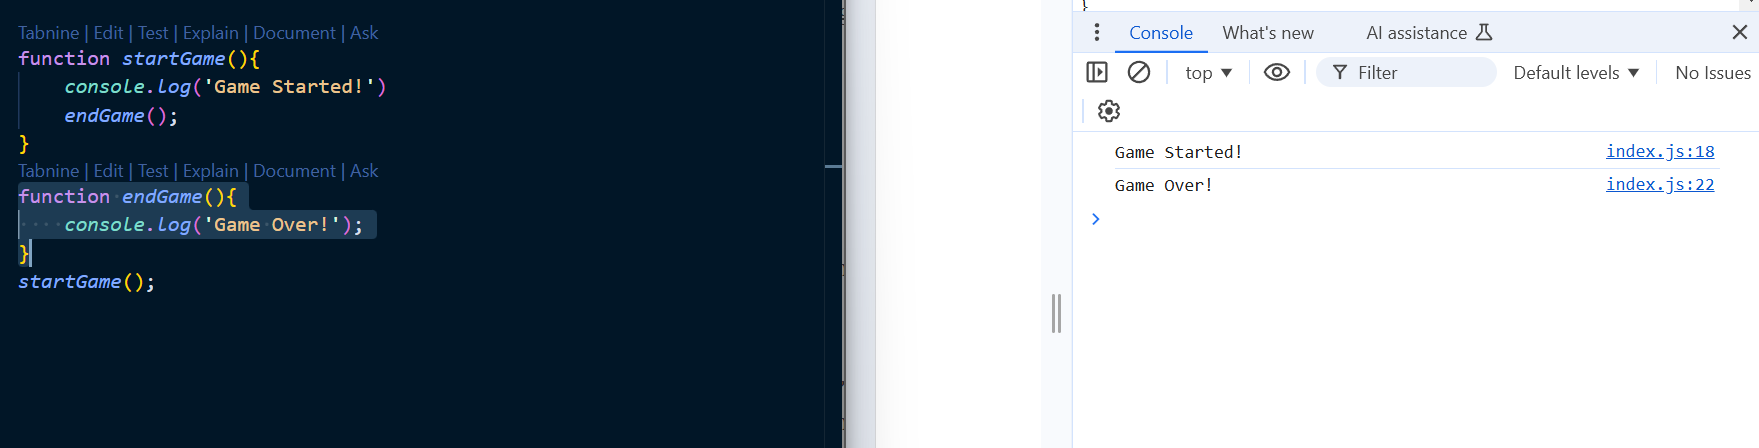 Tabnine | Edit | Test | Explain | Document | Ask
function startGame(){
    console.log('Game Started!')
    endGame();
}
Tabnine | Edit | Test | Explain | Document | Ask
function endGame(){
    console.log('Game Over!');
}
startGame();
}
Console What's new AI assistance
top Filter Default levels No Issues
Game Started! index.js:18
Game Over! index.js:22